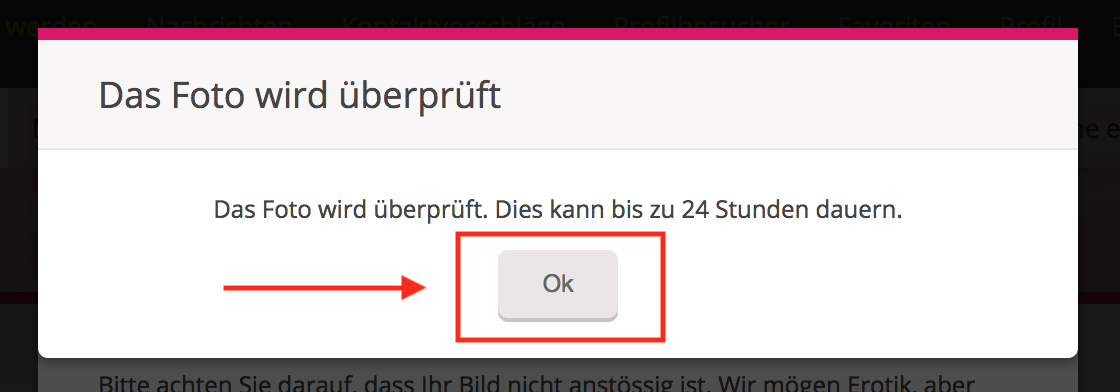 werden Nachrichten Kontaktvorschläge Profilbesucher Favoriten Profil
Das Foto wird überprüft
Das Foto wird überprüft. Dies kann bis zu 24 Stunden dauern.
Ok
Bitte achten Sie darauf, dass Ihr Bild nicht anstössig ist. Wir mögen Erotik, aber